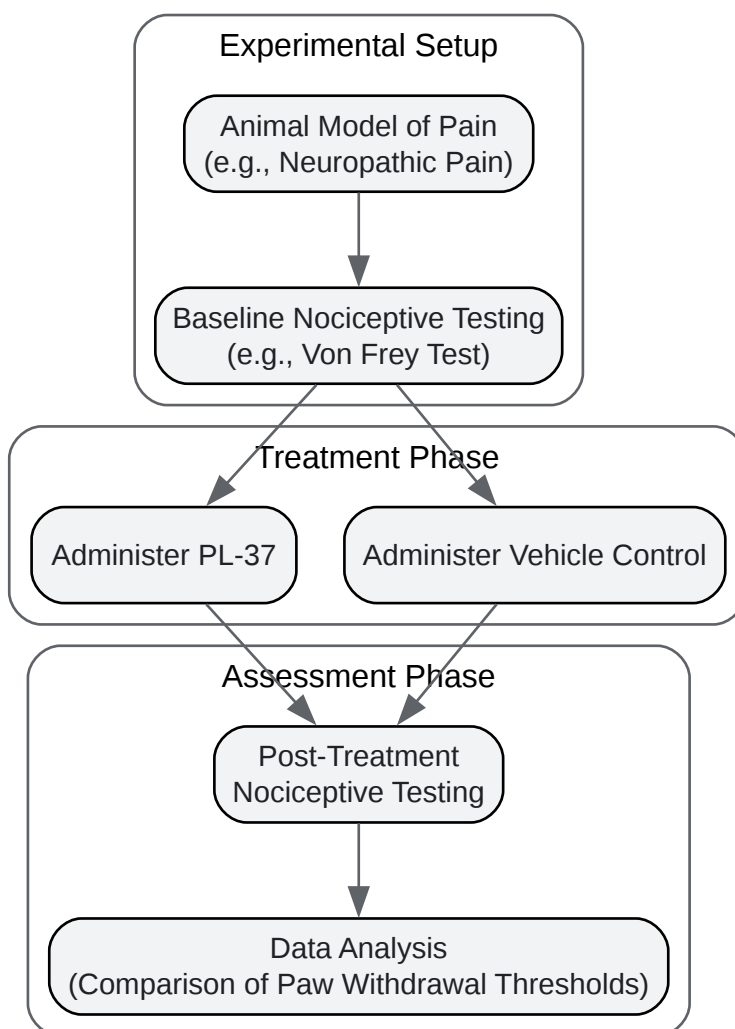 Experimental Setup
Animal Model of Pain
(e.g., Neuropathic Pain)
Baseline Nociceptive Testing
(e.g., Von Frey Test)
Treatment Phase
Administer PL-37
Administer Vehicle Control
Assessment Phase
Post-Treatment
Nociceptive Testing
Data Analysis
(Comparison of Paw Withdrawal Thresholds)